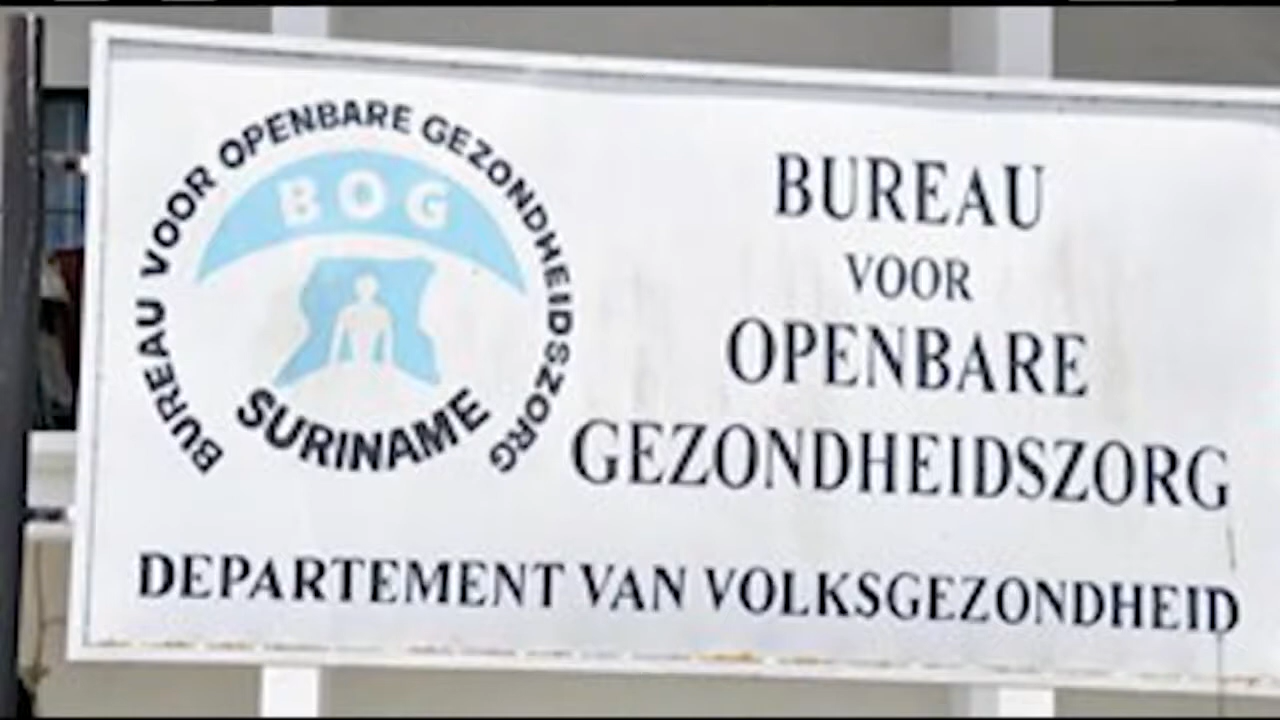 BUREAU VOOR OPENBARE GEZONDHEIDSZORG
BOG
SURINAME
BUREAU
VOOR
OPENBARE
GEZONDHEIDSZORG
DEPARTEMENT VAN VOLKSGEZONDHEID